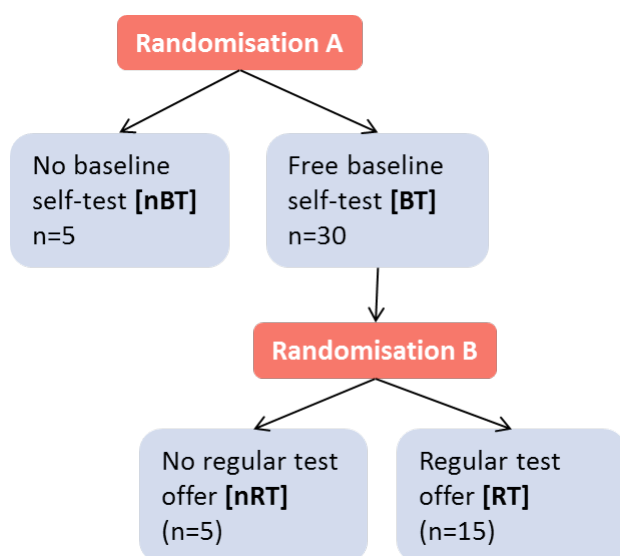 Randomisation A
No baseline
self-test [nBT]
n=5
Free baseline
self-test [BT]
n=30
Randomisation B
No regular test
offer [nRT]
(n=5)
Regular test
offer [RT]
(n=15)